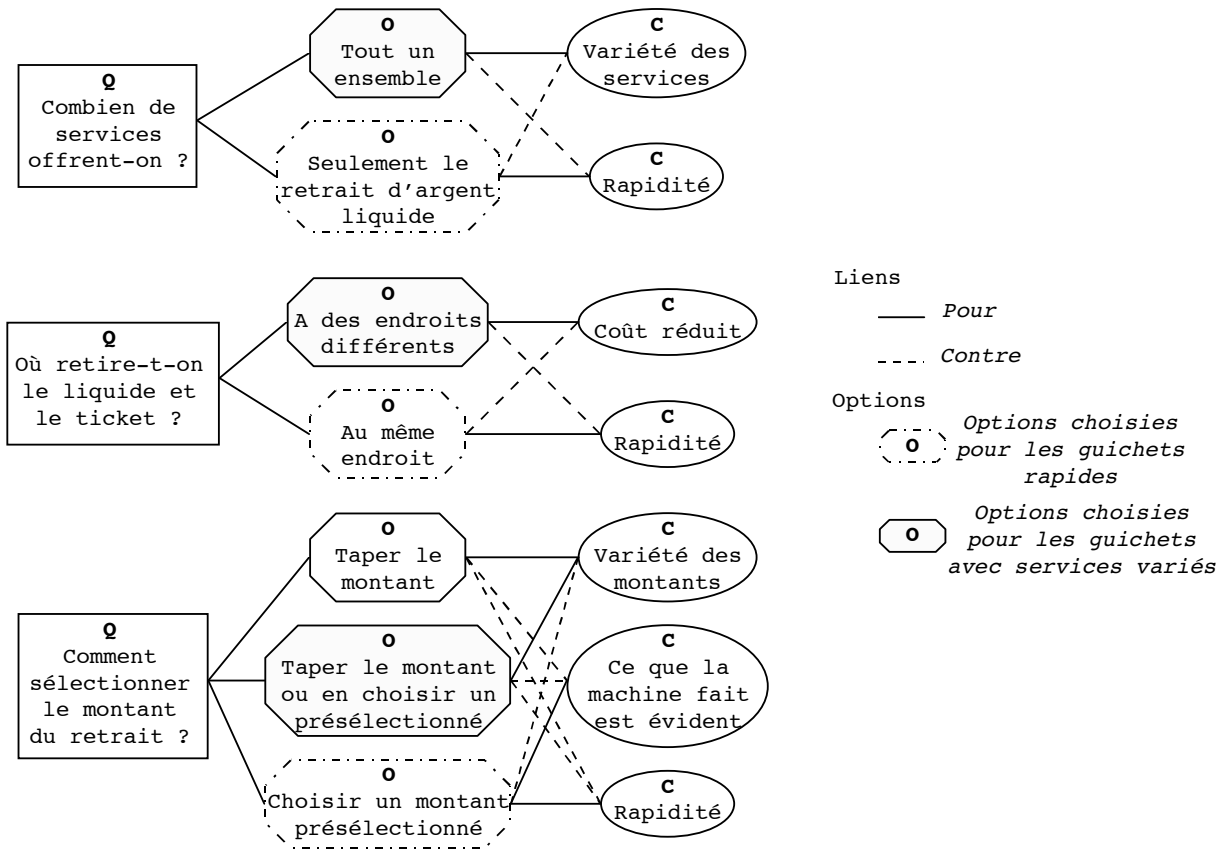 Q
Combien de
services
offrent-on ?
O
Tout un
ensemble
O
Seulement le
retrait d'argent
liquide
C
Variété des
services
C
Rapidité
Q
Où retire-t-on
le liquide et
le ticket ?
O
A des endroits
différents
O
Au même
endroit
C
Coût réduit
C
Rapidité
Q
Comment
sélectionner
le montant
du retrait ?
O
Taper le
montant
O
Taper le montant
ou en choisir un
présélectionné
O
Choisir un montant
présélectionné
C
Variété des
montants
C
Ce que la
machine fait
est évident
C
Rapidité
Liens
Pour
Contre
Options
O
Options choisies
pour les guichets
rapides
O
Options choisies
pour les guichets
avec services variés